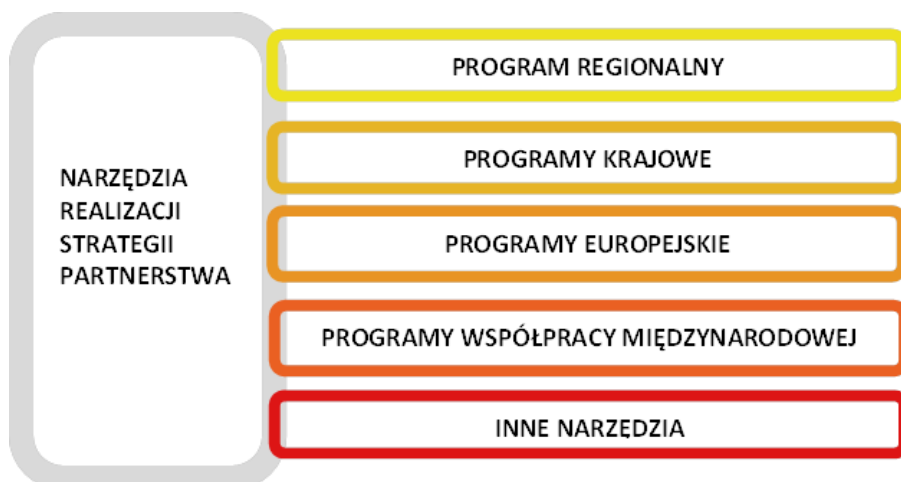 NARZĘDZIA
REALIZACJI
STRATEGII
PARTNERSTWA
PROGRAM REGIONALNY
PROGRAMY KRAJOWE
PROGRAMY EUROPEJSKIE
PROGRAMY WSPÓŁPRACY MIĘDZYNARODOWEJ
INNE NARZĘDZIA